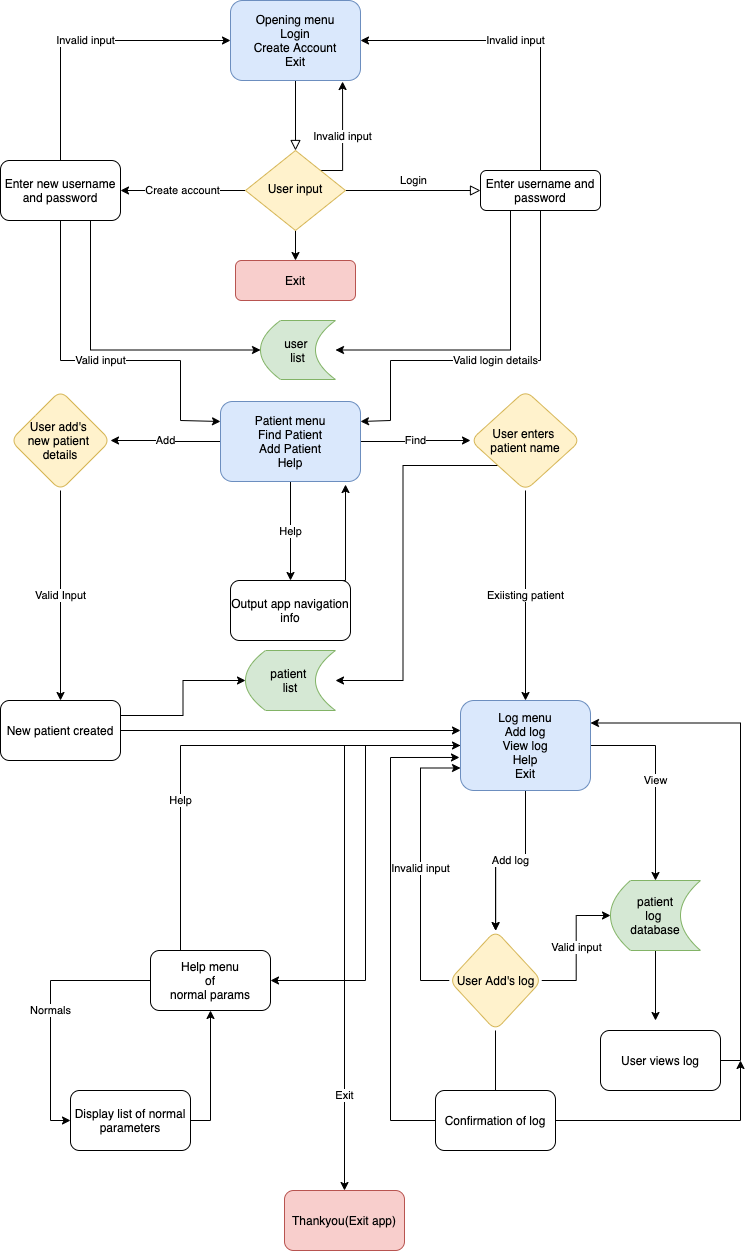 Opening menu
Login
Create Account
Exit
Invalid input
Invalid input
Invalid input
Enter new username
and password
Create account
User input
Login
Enter username and
password
Exit
user
list
Valid input
Valid login details
User add's
new patient
details
Add
Patient menu
Find Patient
Add Patient
Help
Find
User enters
patient name
Help
Valid Input
Output app navigation
info
Exiisting patient
patient
list
New patient created
Log menu
Add log
View log
Help
Exit
Help
View
Invalid input
Add log
patient
log
database
Valid input
Help menu
of
normal params
User Add's log
Normals
User views log
Display list of normal
parameters
Exit
Confirmation of log
Thankyou(Exit app)